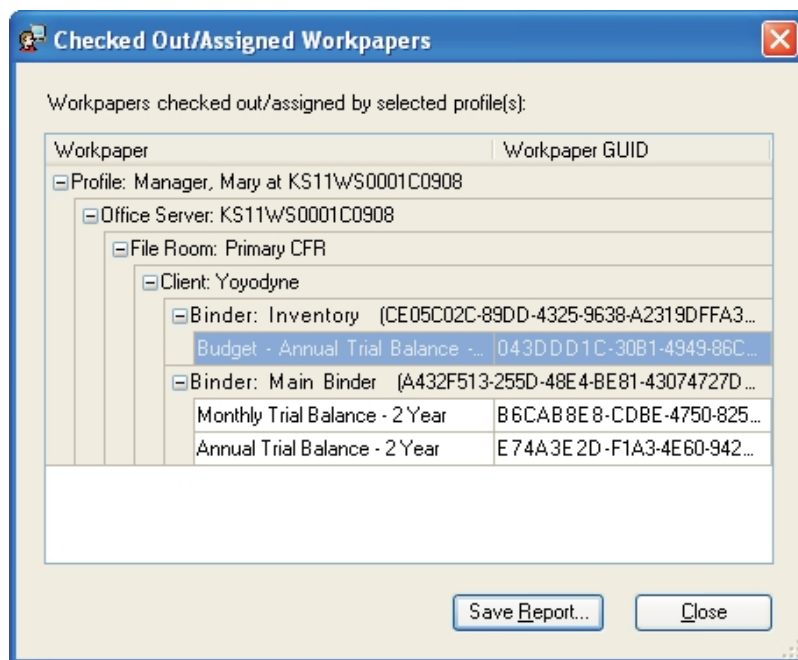 Checked Out/Assigned Workpapers
Workpapers checked out/assigned by selected profile(s):
Workpaper Workpaper GUID
Profile: Manager, Mary at KS11WS0001C0908
Office Server: KS11WS0001C0908
File Room: Primary CFR
Client: Yoyodyne
Binder: Inventory (CE05C02C-89DD-4325-9638-A2319DFFA3...
Budget - Annual Trial Balance -... 043DDD1C-30B1-4949-86C...
Binder: Main Binder (A432F513-255D-48E4-BE81-43074727D...
Monthly Trial Balance - 2 Year B6CAB8E8-CDBE-4750-825...
Annual Trial Balance - 2 Year E74A3E2D-F1A3-4E60-942...
Save Report... Close